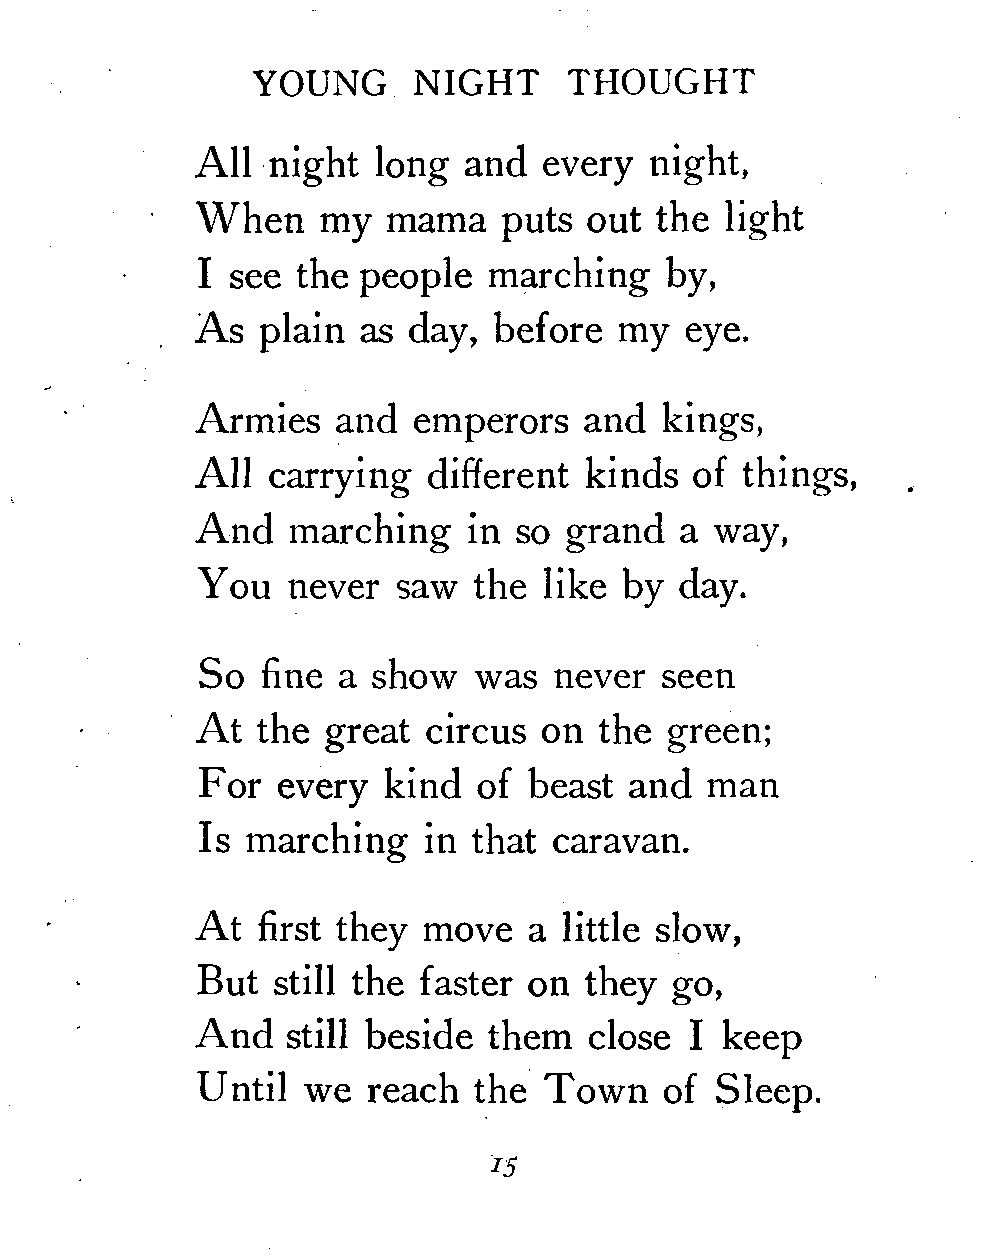 YOUNG NIGHT THOUGHT
All night long and every night,
When my mama puts out the light
I see the people marching by,
As plain as day, before my eye.
Armies and emperors and kings,
All carrying different kinds of things,
And marching in so grand a way,
You never saw the like by day.
So fine a show was never seen
At the great circus on the green;
For every kind of beast and man
Is marching in that caravan.
At first they move a little slow,
But still the faster on they go,
And still beside them close I keep
Until we reach the Town of Sleep.
15